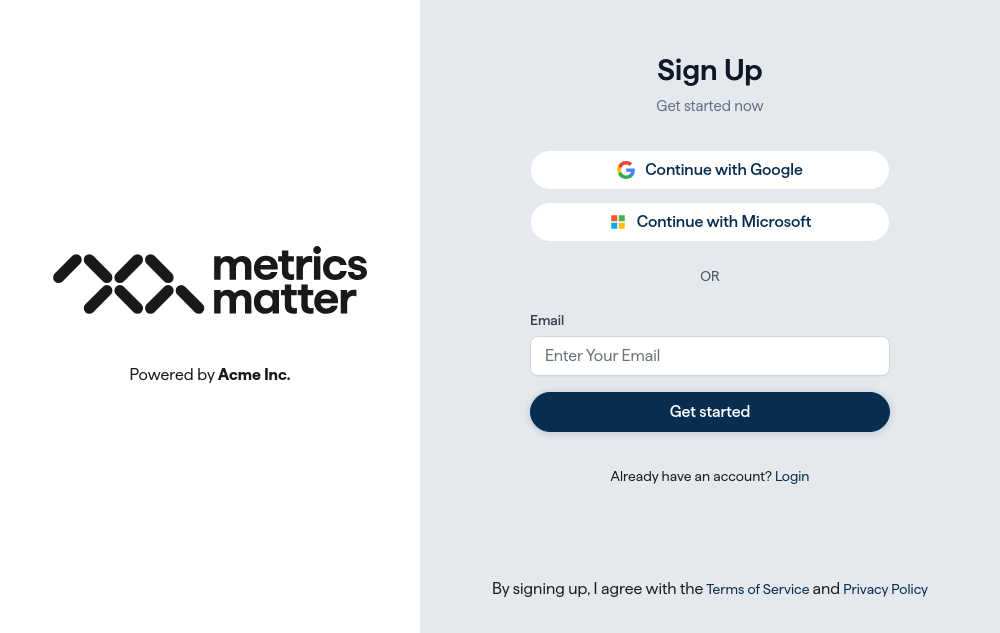 metrics
matter
Powered by Acme Inc.
Sign Up
Get started now
Continue with Google
Continue with Microsoft
OR
Email
Enter Your Email
Get started
Already have an account? Login
By signing up, I agree with the Terms of Service and Privacy Policy